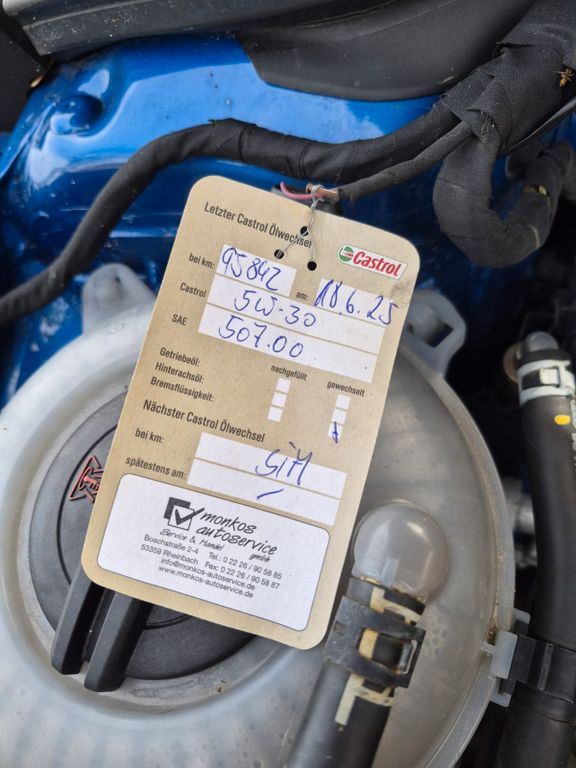 Letzter Castrol Ölwechsel
Castrol
bei km: 95842 am: 18.6.25
Castrol 5W-30
SAE 507.00
nachgefüllt gewechselt
Getriebeöl:
Hinterachsöl:
Bremsflüssigkeit:
Nächster Castrol Ölwechsel
bei km:
spätestens am: –
monkos
autoservice
Service & Handel gmbh
Boschstraße 2-4 Tel.: 0 22 26 / 90 58 85
53359 Rheinbach Fax: 0 22 26 / 90 58 87
info@monkos-autoservice.de
www.monkos-autoservice.de